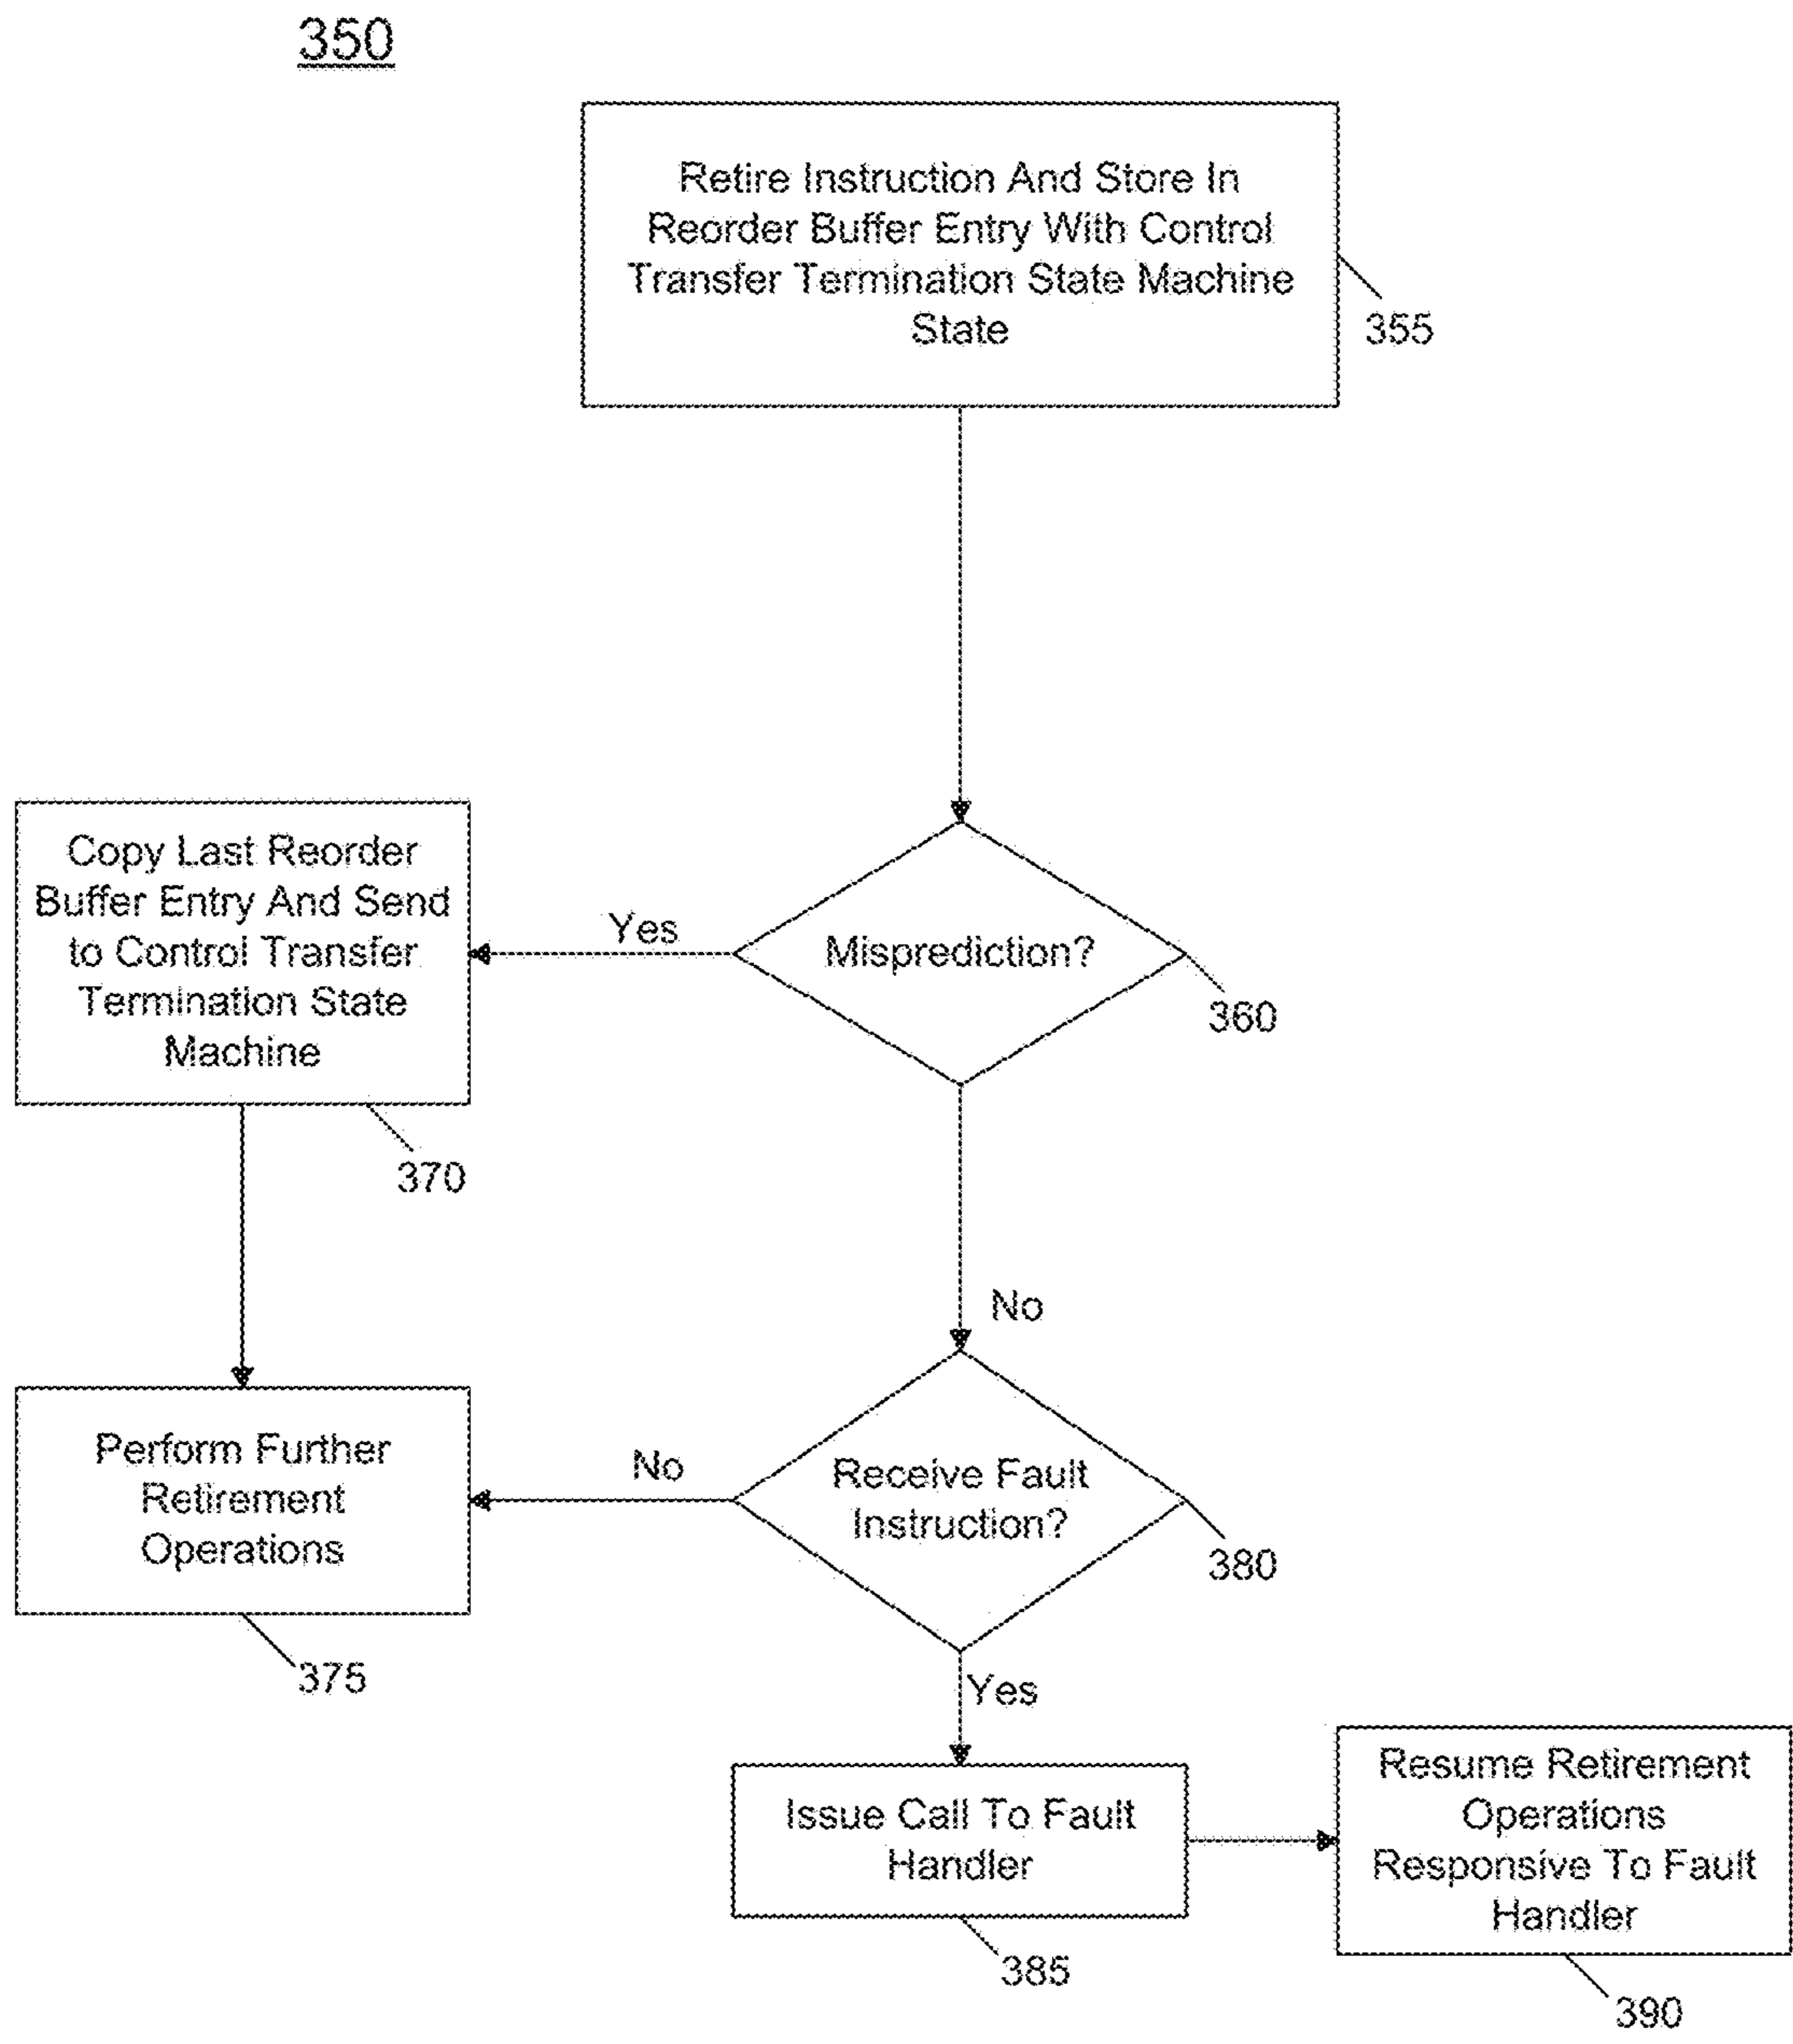 350
Retire Instruction And Store In
Reorder Buffer Entry With Control
Transfer Termination State Machine
State
355
Copy Last Reorder
Buffer Entry And Send
to Control Transfer
Termination State
Machine
370
Yes
Misprediction?
360
No
Perform Further
Retirement
Operations
375
No
Receive Fault
Instruction?
380
Yes
Issue Call To Fault
Handler
385
Resume Retirement
Operations
Responsive To Fault
Handler
390